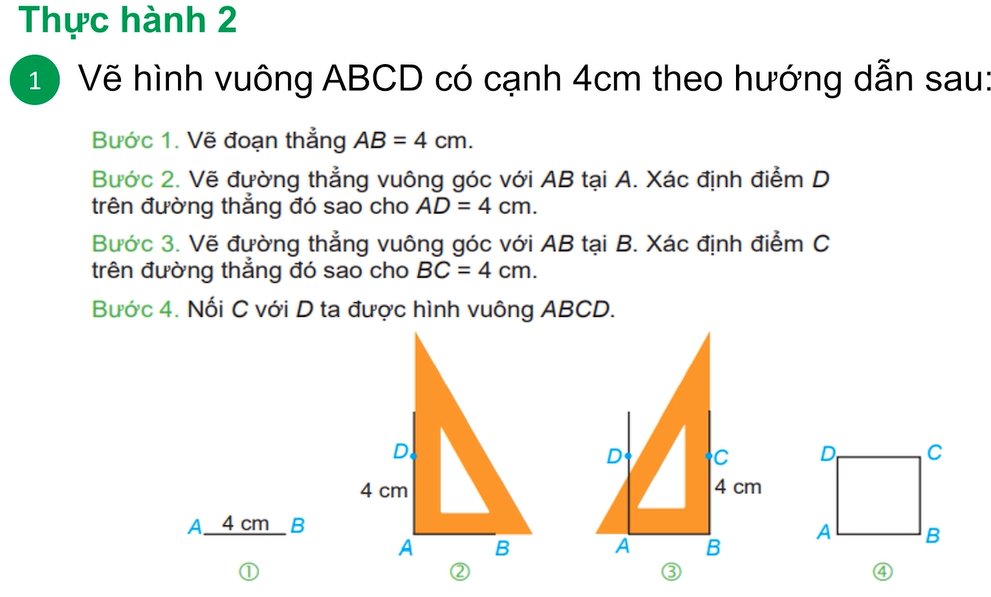 Thực hành 2
1 Vẽ hình vuông ABCD có cạnh 4cm theo hướng dẫn sau:
Bước 1. Vẽ đoạn thẳng AB = 4 cm.
Bước 2. Vẽ đường thẳng vuông góc với AB tại A. Xác định điểm D
trên đường thẳng đó sao cho AD = 4 cm.
Bước 3. Vẽ đường thẳng vuông góc với AB tại B. Xác định điểm C
trên đường thẳng đó sao cho BC = 4 cm.
Bước 4. Nối C với D ta được hình vuông ABCD.
A 4 cm B
①
D
4 cm
A B
②
D C
4 cm
A B
③
D C
A B
④